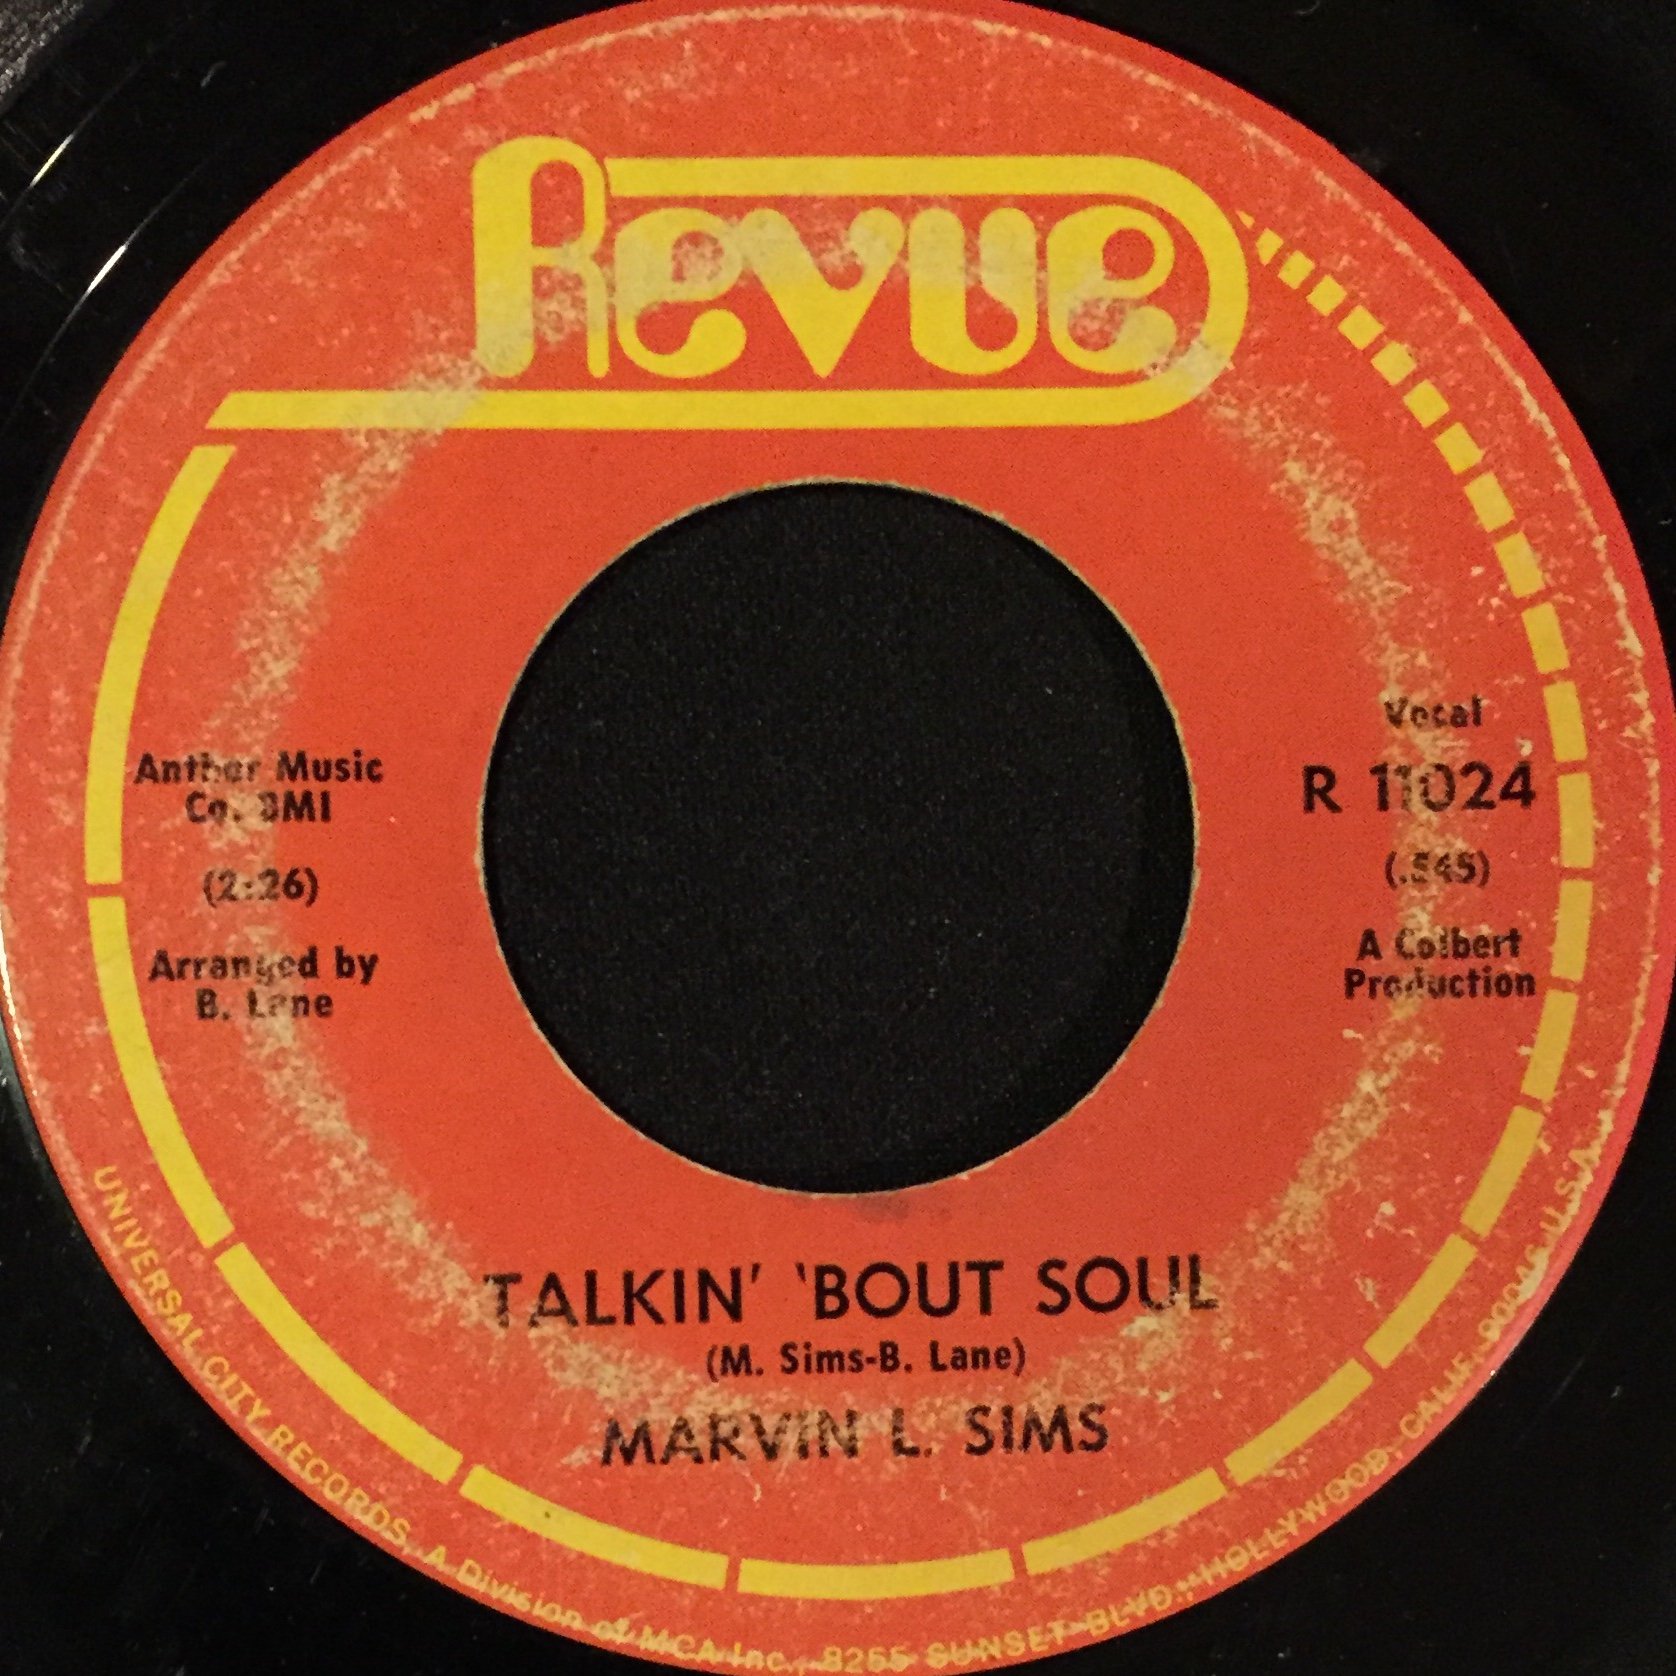 Revue
Vocal
R 11024
(.545)
A Colbert
Production
Anther Music
Co. BMI
(2:26)
Arranged by
B. Lane
TALKIN' 'BOUT SOUL
(M. Sims-B. Lane)
MARVIN L. SIMS
UNIVERSAL CITY RECORDS, A Division of MCA Inc., 8255 SUNSET BLVD., HOLLYWOOD, CALIF. 90046 U.S.A.